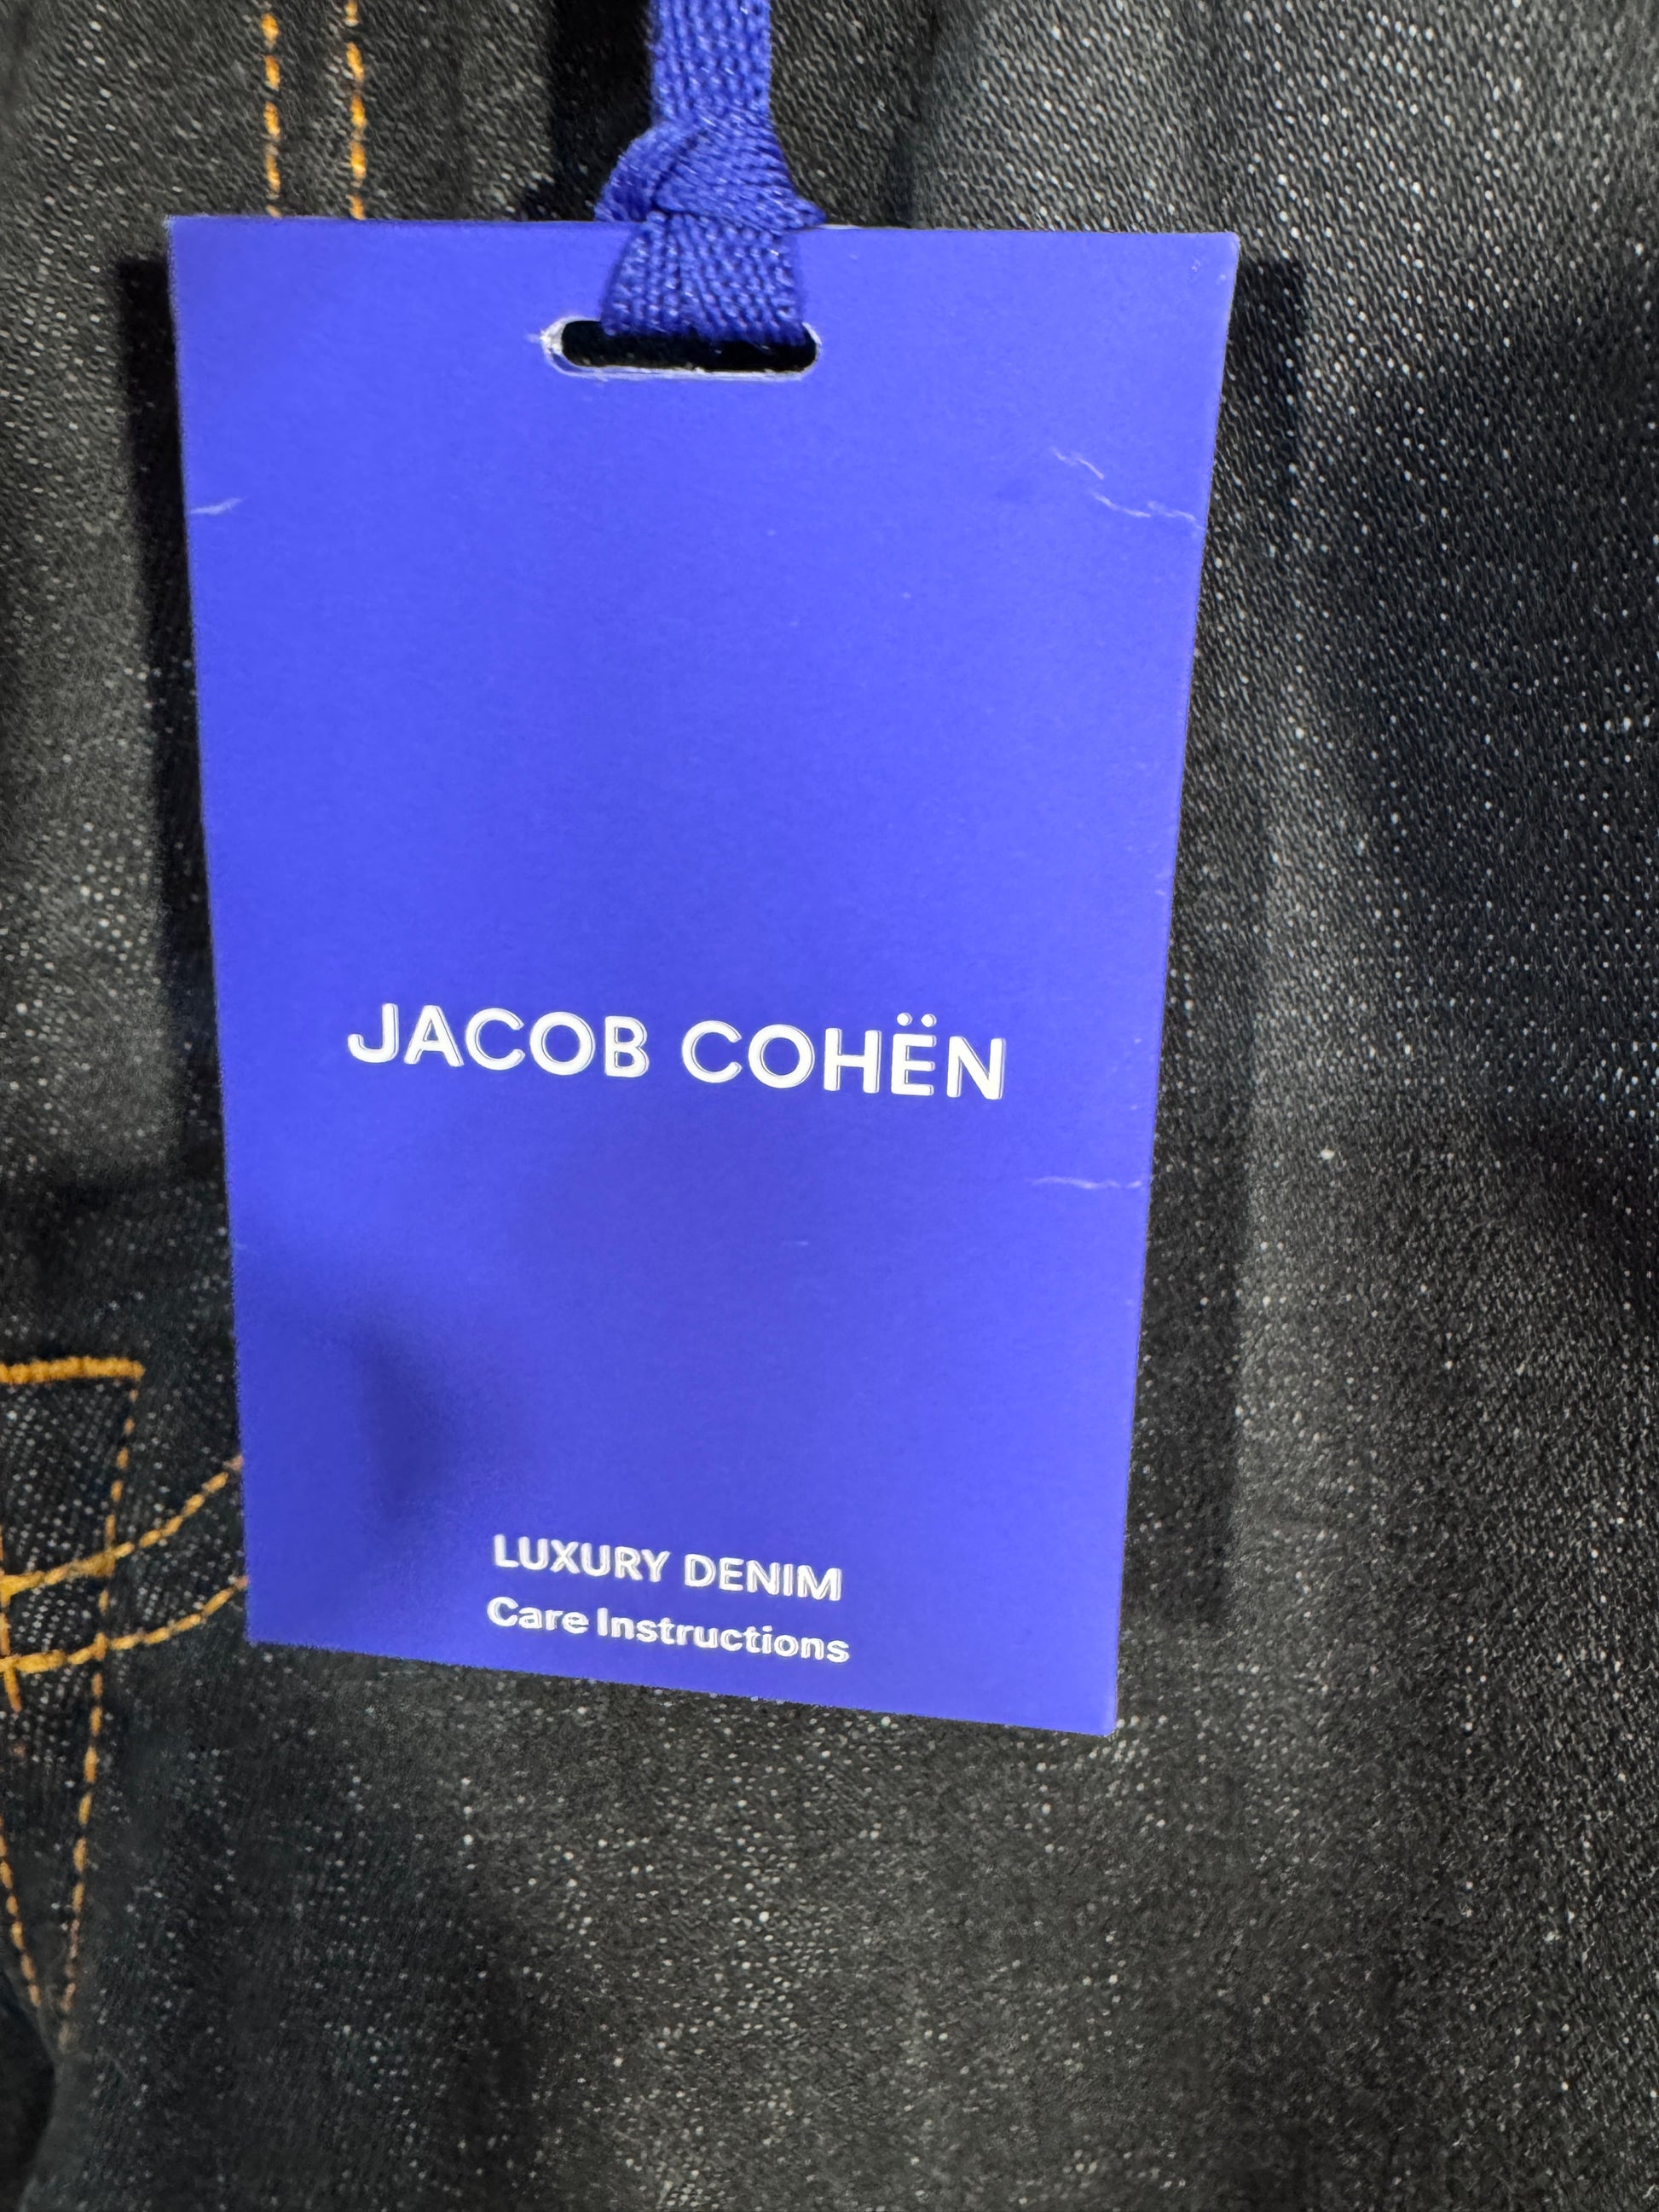 JACOB COHËN
LUXURY DENIM
Care Instructions